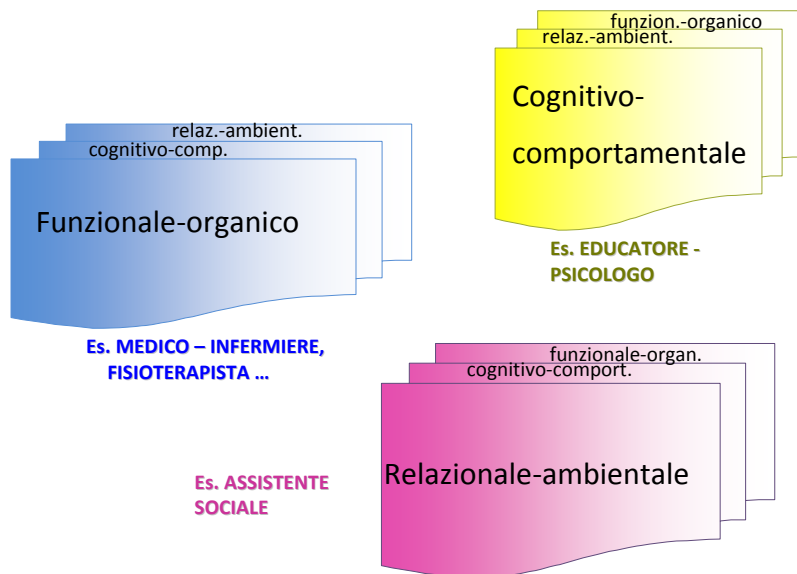 funzion.-organico
relaz.-ambient.
Cognitivo-
comportamentale
Es. EDUCATORE -
PSICOLOGO
relaz.-ambient.
cognitivo-comp.
Funzionale-organico
Es. MEDICO – INFERMIERE,
FISIOTERAPISTA ...
funzionale-organ.
cognitivo-comport.
Relazionale-ambientale
Es. ASSISTENTE
SOCIALE